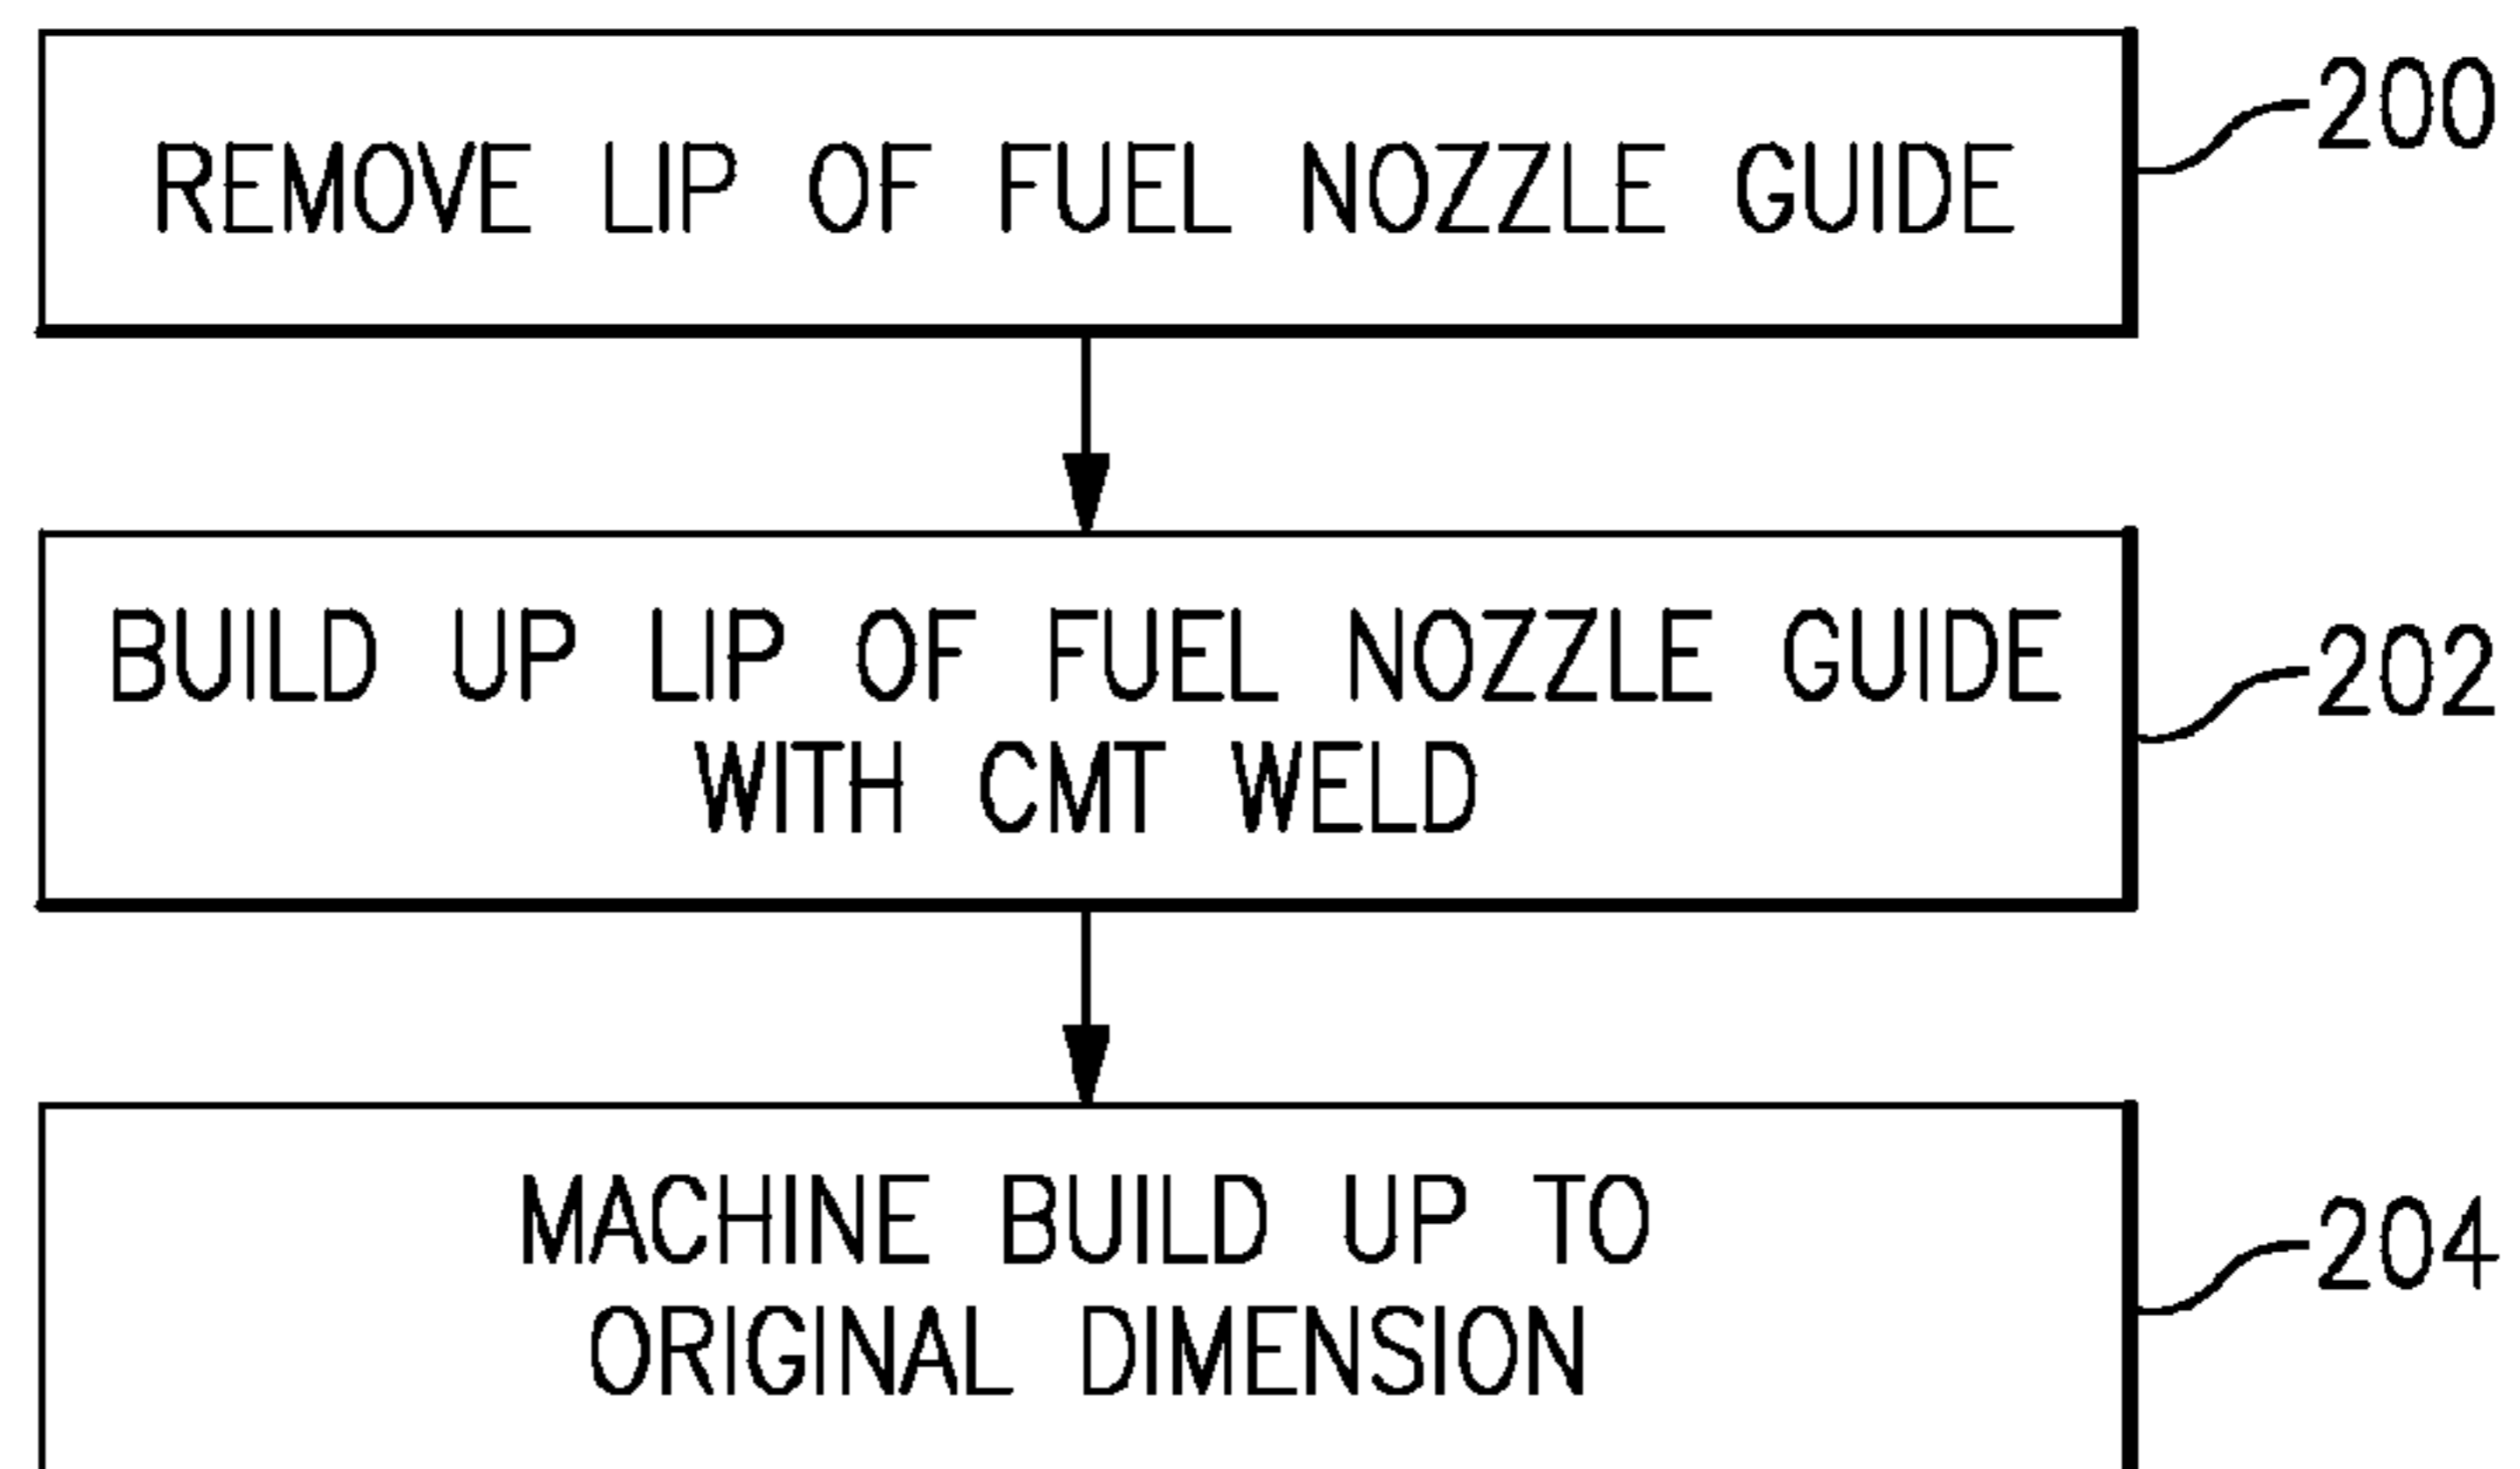 REMOVE LIP OF FUEL NOZZLE GUIDE
200
BUILD UP LIP OF FUEL NOZZLE GUIDE
WITH CMT WELD
202
MACHINE BUILD UP TO
ORIGINAL DIMENSION
204